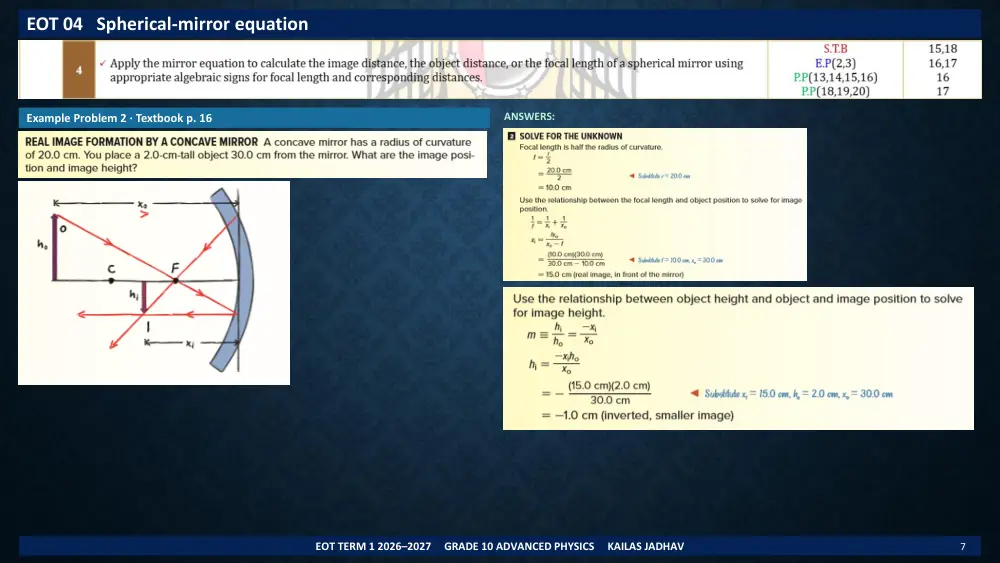 EOT 04 Spherical-mirror equation
4
✓ Apply the mirror equation to calculate the image distance, the object distance, or the focal length of a spherical mirror using
appropriate algebraic signs for focal length and corresponding distances.
S.T.B 15,18
E.P(2,3) 16,17
P.P(13,14,15,16) 16
P.P(18,19,20) 17
Example Problem 2 · Textbook p. 16
REAL IMAGE FORMATION BY A CONCAVE MIRROR A concave mirror has a radius of curvature
of 20.0 cm. You place a 2.0-cm-tall object 30.0 cm from the mirror. What are the image posi-
tion and image height?
xₒ
O
hₒ
C
F
hᵢ
I
xᵢ
ANSWERS:
SOLVE FOR THE UNKNOWN
Focal length is half the radius of curvature.
f = r/2
= 20.0 cm/2 ◄ Substitute r = 20.0 cm
= 10.0 cm
Use the relationship between the focal length and object position to solve for image
position.
1/f = 1/xᵢ + 1/xₒ
xᵢ = fxₒ/xₒ − f
= (10.0 cm)(30.0 cm)/30.0 cm − 10.0 cm ◄ Substitute f = 10.0 cm, xₒ = 30.0 cm
= 15.0 cm (real image, in front of the mirror)
Use the relationship between object height and object and image position to solve
for image height.
m ≡ hᵢ/hₒ = −xᵢ/xₒ
hᵢ = −xᵢhₒ/xₒ
= − (15.0 cm)(2.0 cm)/30.0 cm ◄ Substitute xᵢ = 15.0 cm, hₒ = 2.0 cm, xₒ = 30.0 cm
= −1.0 cm (inverted, smaller image)
EOT TERM 1 2026–2027 GRADE 10 ADVANCED PHYSICS KAILAS JADHAV
7